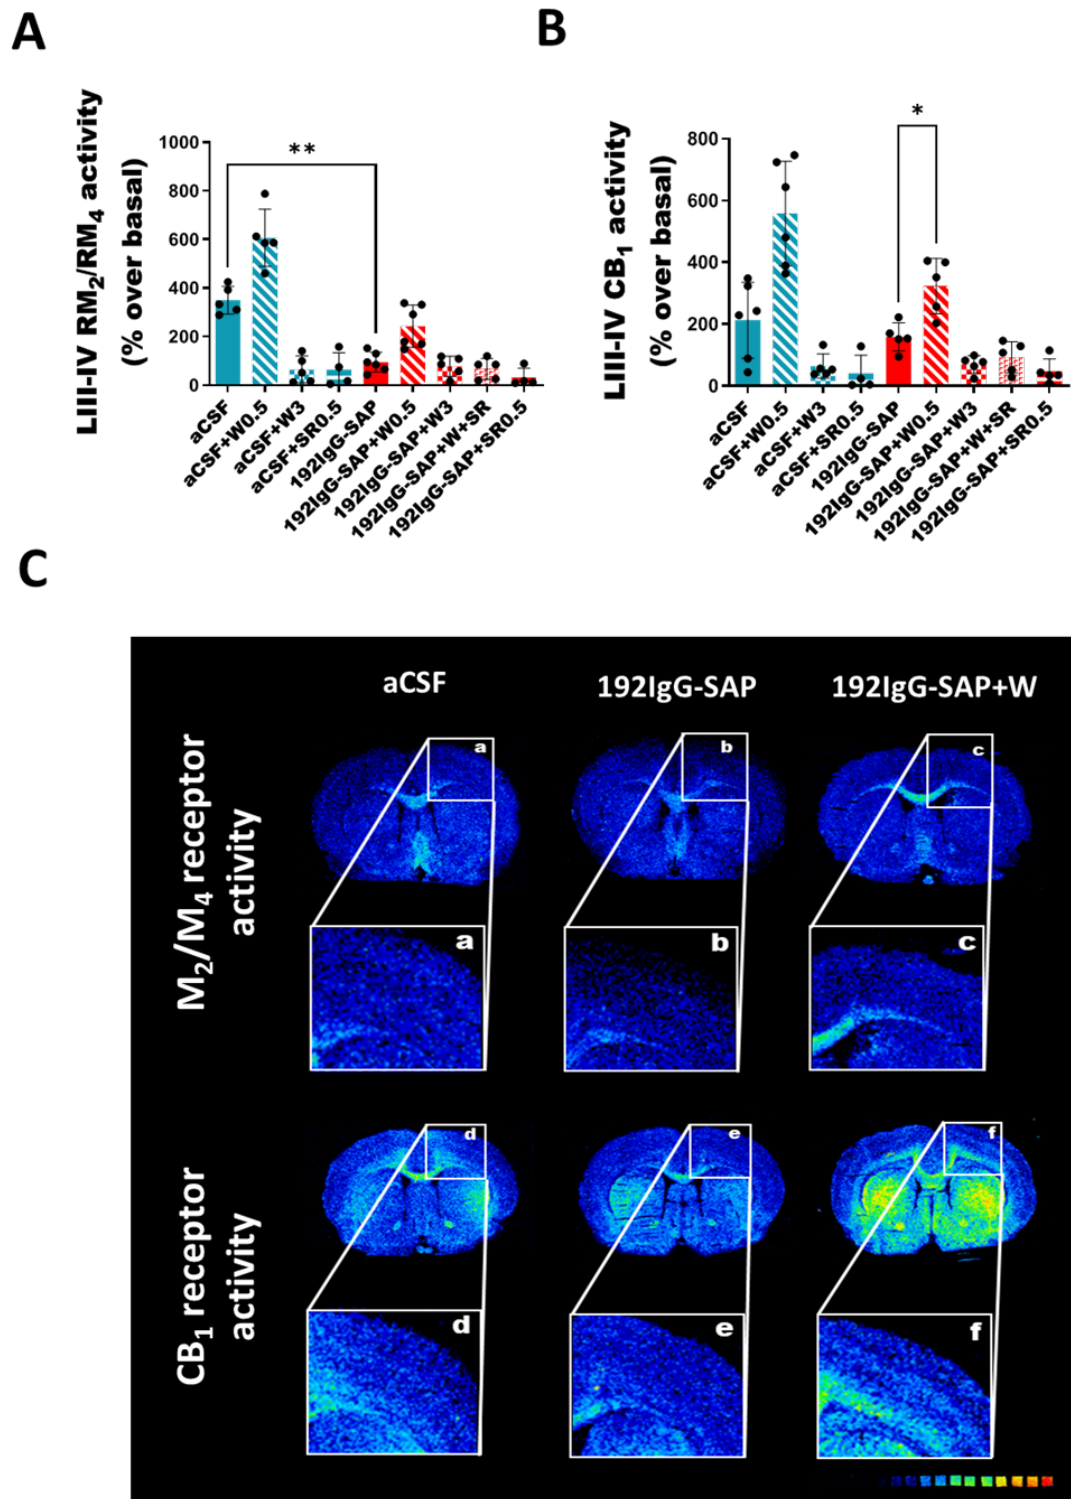 A
LIII-IV RM2/RM4 activity
(% over basal)
1000
800
600
400
200
0
**
aCSF
aCSF+W0.5
aCSF+W3
aCSF+SR0.5
192IgG-SAP
192IgG-SAP+W0.5
192IgG-SAP+W3
192IgG-SAP+W+SR
192IgG-SAP+SR0.5
B
LIII-IV CB1 activity
(% over basal)
800
600
400
200
0
*
aCSF
aCSF+W0.5
aCSF+W3
aCSF+SR0.5
192IgG-SAP
192IgG-SAP+W0.5
192IgG-SAP+W3
192IgG-SAP+W+SR
192IgG-SAP+SR0.5
C
aCSF
192IgG-SAP
192IgG-SAP+W
M2/M4 receptor
activity
a
b
c
a
b
c
CB1 receptor
activity
d
e
f
d
e
f